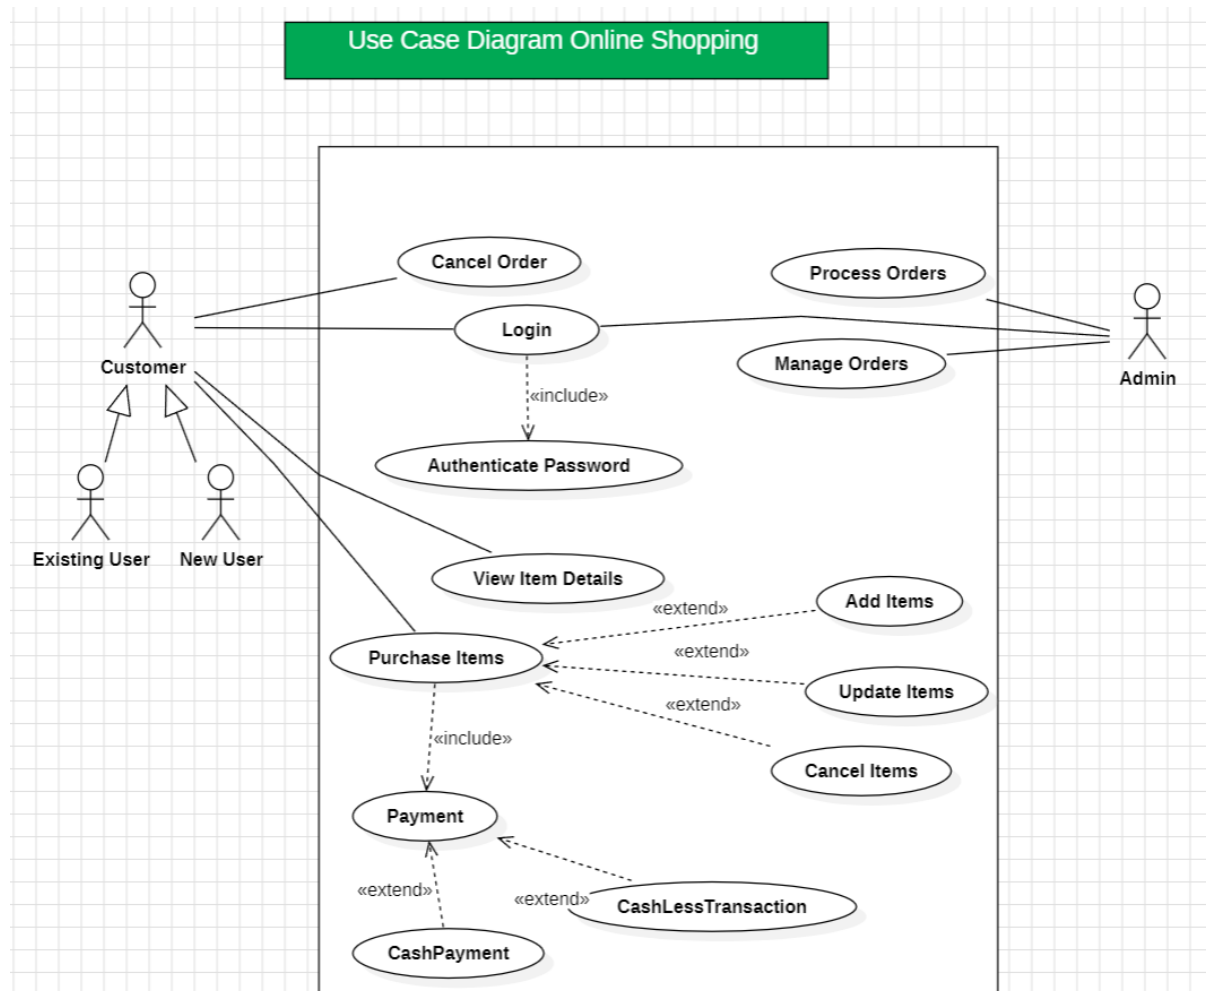 Use Case Diagram Online Shopping
Cancel Order
Process Orders
Login
Customer
Manage Orders
Admin
«include»
Authenticate Password
Existing User
New User
View Item Details
Add Items
«extend»
Purchase Items
«extend»
Update Items
«extend»
«include»
Cancel Items
Payment
«extend»
«extend»
CashLessTransaction
CashPayment